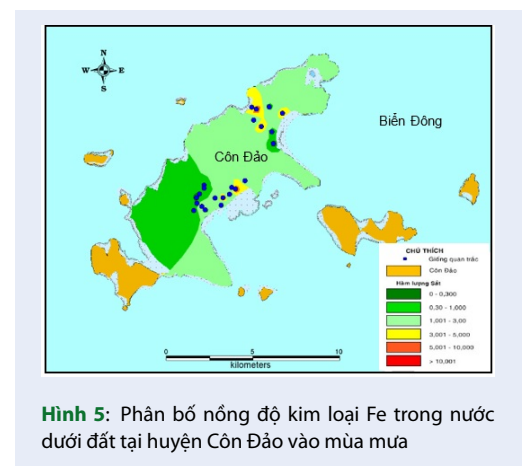 N
W E
S
Biển Đông
Côn Đảo
CHÚ THÍCH
Giếng quan trắc
Côn Đảo
Hàm lượng Sắt
0 - 0,300
0,30 - 1,000
1,001 - 3,00
3,001 - 5,000
5,001 - 10,000
> 10,001
0 5 10
kilometers
Hình 5: Phân bố nồng độ kim loại Fe trong nước
dưới đất tại huyện Côn Đảo vào mùa mưa